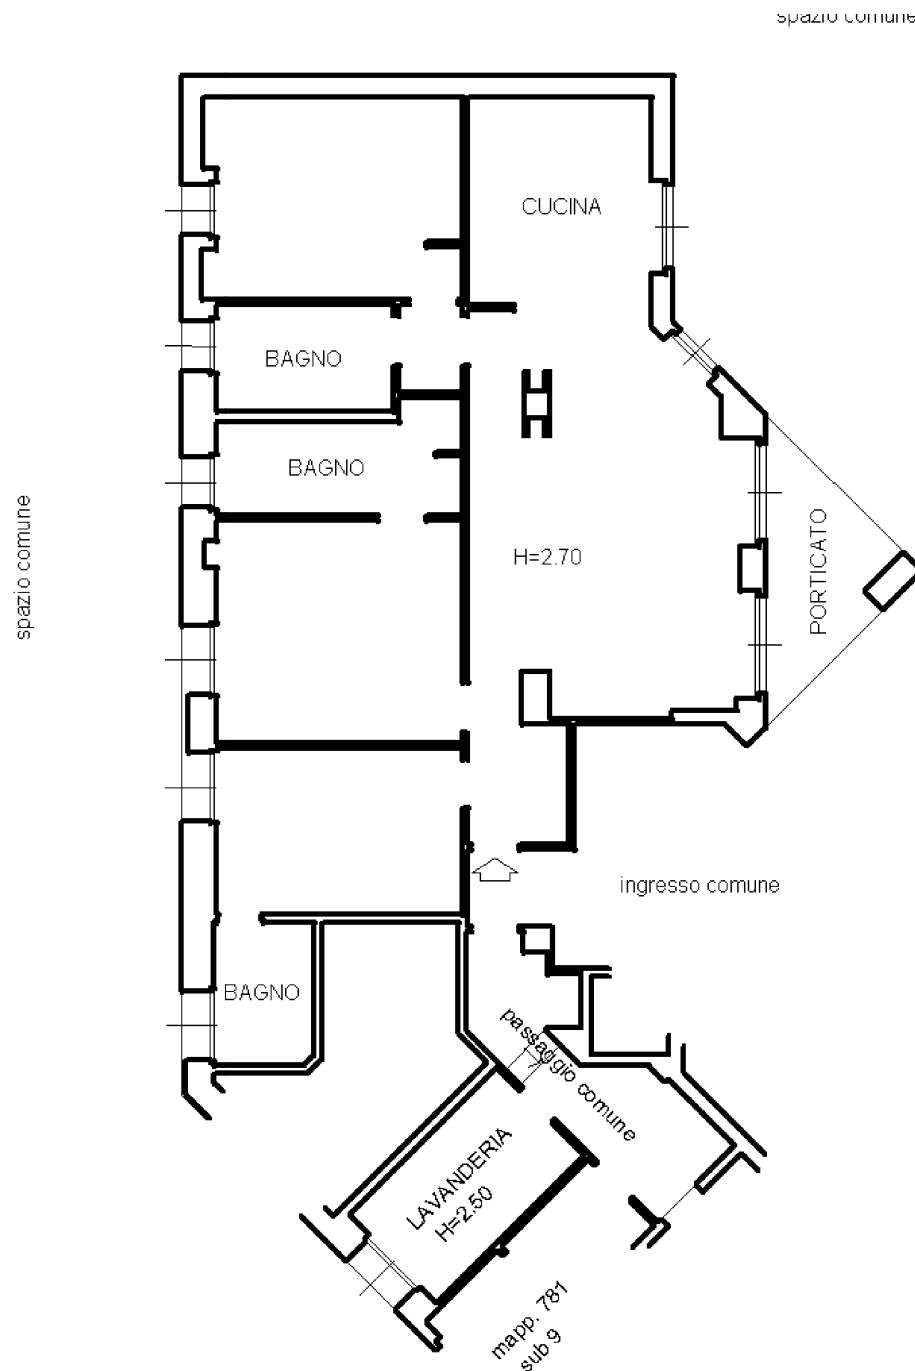 spazio comune
CUCINA
BAGNO
BAGNO
spazio comune
H=2.70
PORTICATO
ingresso comune
BAGNO
passaggio comune
LAVANDERIA
H=2.50
mapp. 781
sub 9